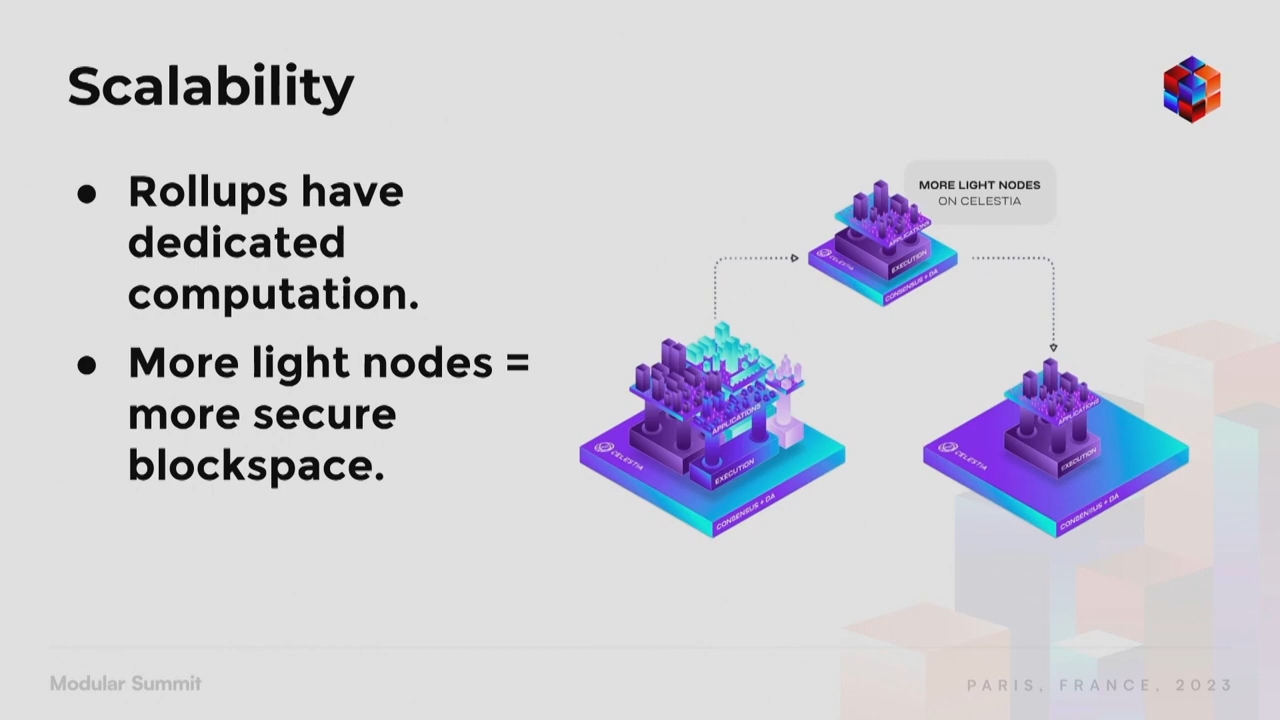 Scalability
● Rollups have
dedicated
computation.
● More light nodes =
more secure
blockspace.
MORE LIGHT NODES
ON CELESTIA
APPLICATIONS
EXECUTION
CELESTIA
CONSENSUS + DA
APPLICATIONS
EXECUTION
CELESTIA
CONSENSUS + DA
APPLICATIONS
EXECUTION
CELESTIA
CONSENSUS + DA
Modular Summit
PARIS, FRANCE, 2023